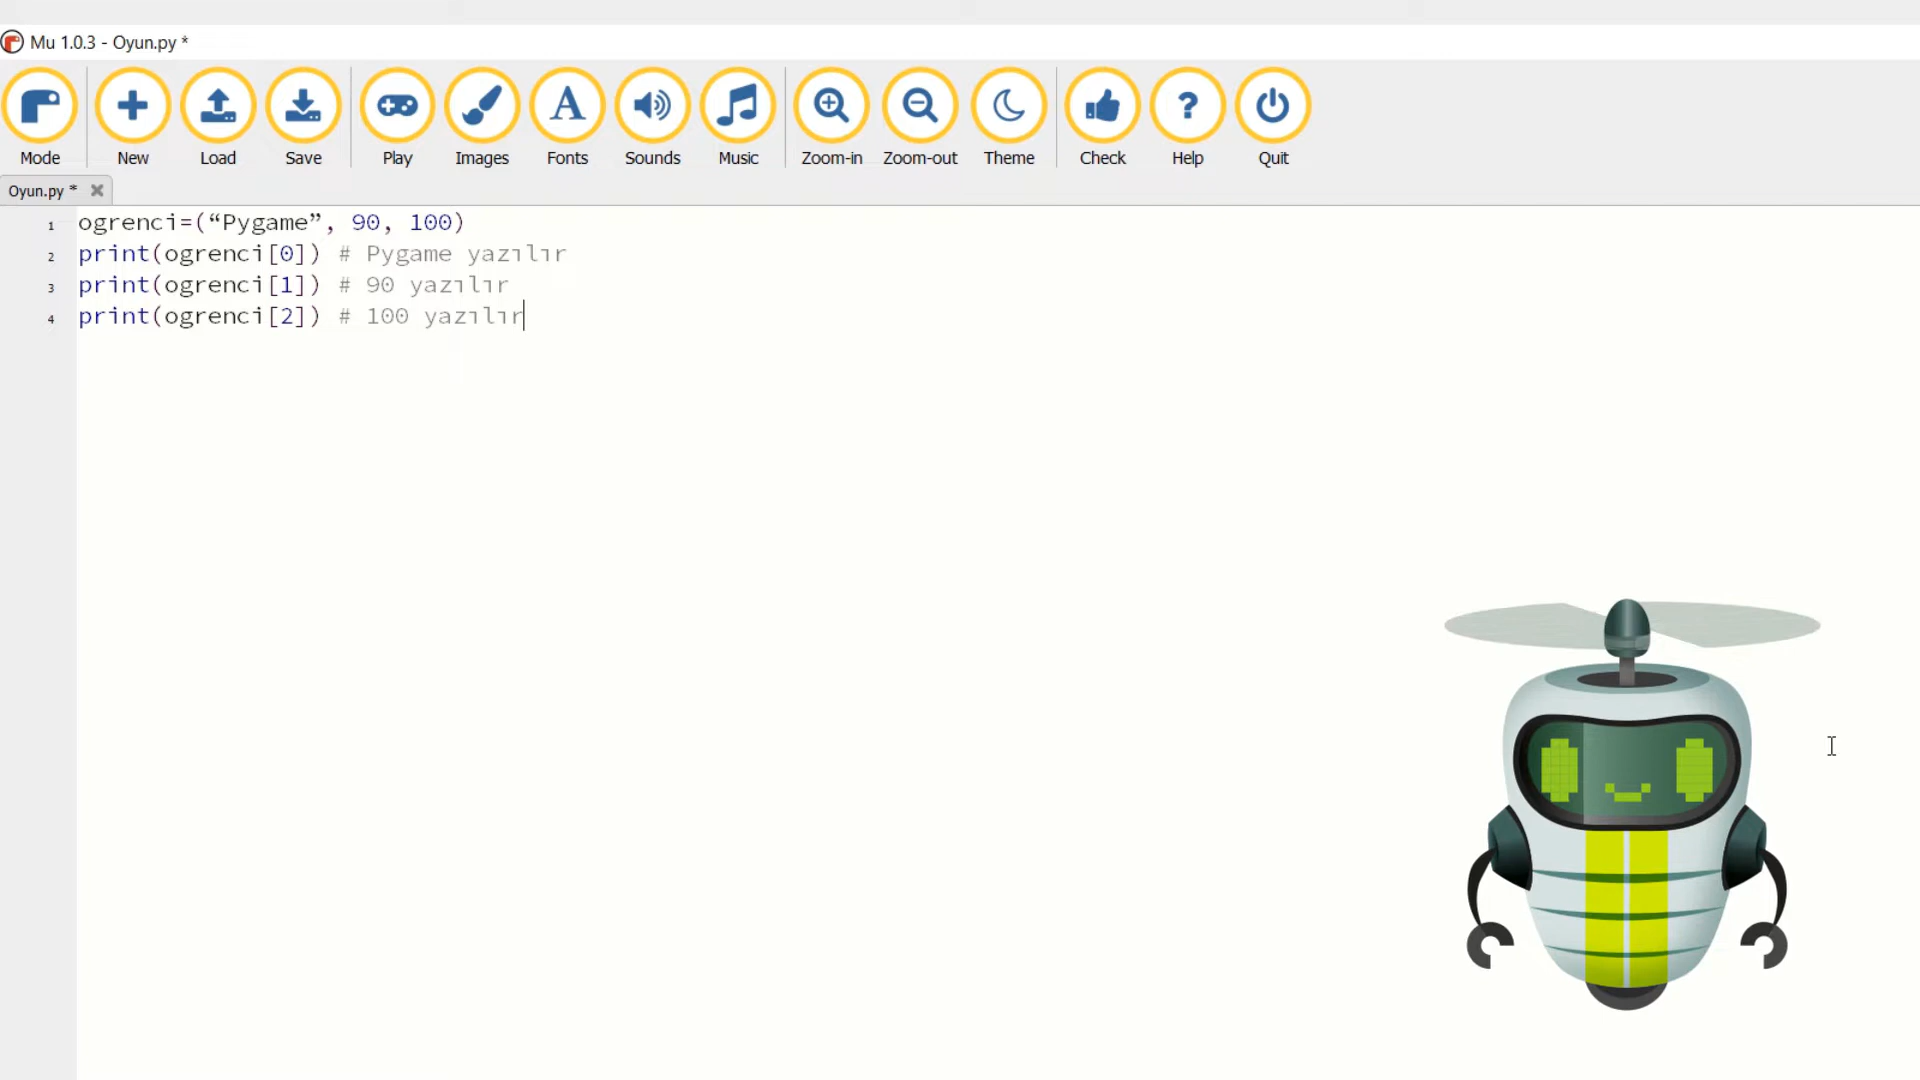 Mu 1.0.3 - Oyun.py *
Mode New Load Save Play Images Fonts Sounds Music Zoom-in Zoom-out Theme Check Help Quit
Oyun.py *
1 ogrenci=(“Pygame”, 90, 100)
2 print(ogrenci[0]) # Pygame yazılır
3 print(ogrenci[1]) # 90 yazılır
4 print(ogrenci[2]) # 100 yazılır